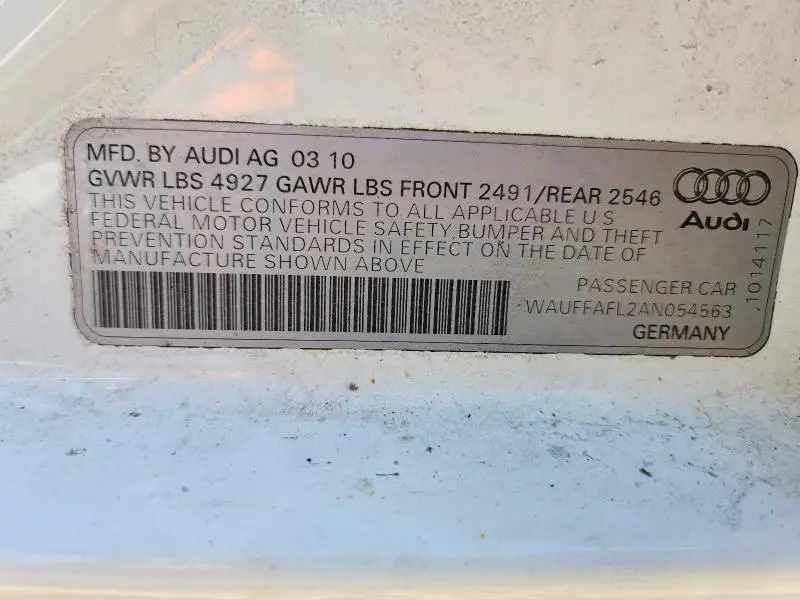 MFD. BY AUDI AG 03 10
GVWR LBS 4927 GAWR LBS FRONT 2491/REAR 2546
THIS VEHICLE CONFORMS TO ALL APPLICABLE U S
FEDERAL MOTOR VEHICLE SAFETY, BUMPER AND THEFT
PREVENTION STANDARDS IN EFFECT ON THE DATE OF
MANUFACTURE SHOWN ABOVE
Audi
PASSENGER CAR
WAUFFAFL2AN054563
GERMANY
.1014117